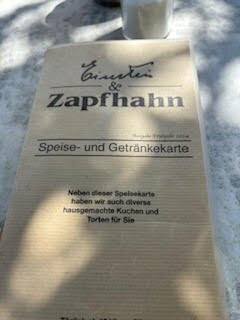 Einstein
&
Zapfhahn
Speise- und Getränkekarte
Neben dieser Speisekarte
haben wir auch diverse
hausgemachte Kuchen und
Torten für Sie